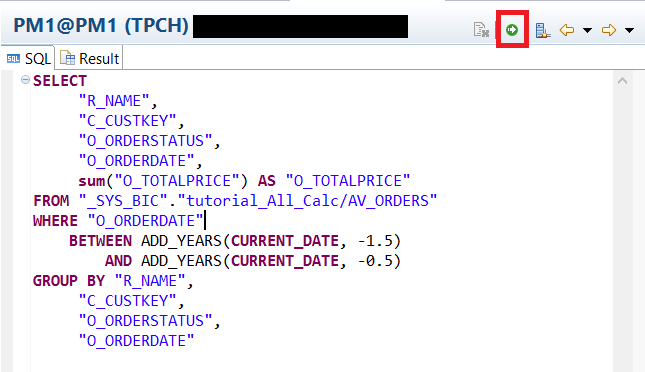 PM1@PM1 (TPCH)
SQL Result
SELECT
"R_NAME",
"C_CUSTKEY",
"O_ORDERSTATUS",
"O_ORDERDATE",
sum("O_TOTALPRICE") AS "O_TOTALPRICE"
FROM "_SYS_BIC"."tutorial_All_Calc/AV_ORDERS"
WHERE "O_ORDERDATE"
BETWEEN ADD_YEARS(CURRENT_DATE, -1.5)
AND ADD_YEARS(CURRENT_DATE, -0.5)
GROUP BY "R_NAME",
"C_CUSTKEY",
"O_ORDERSTATUS",
"O_ORDERDATE"